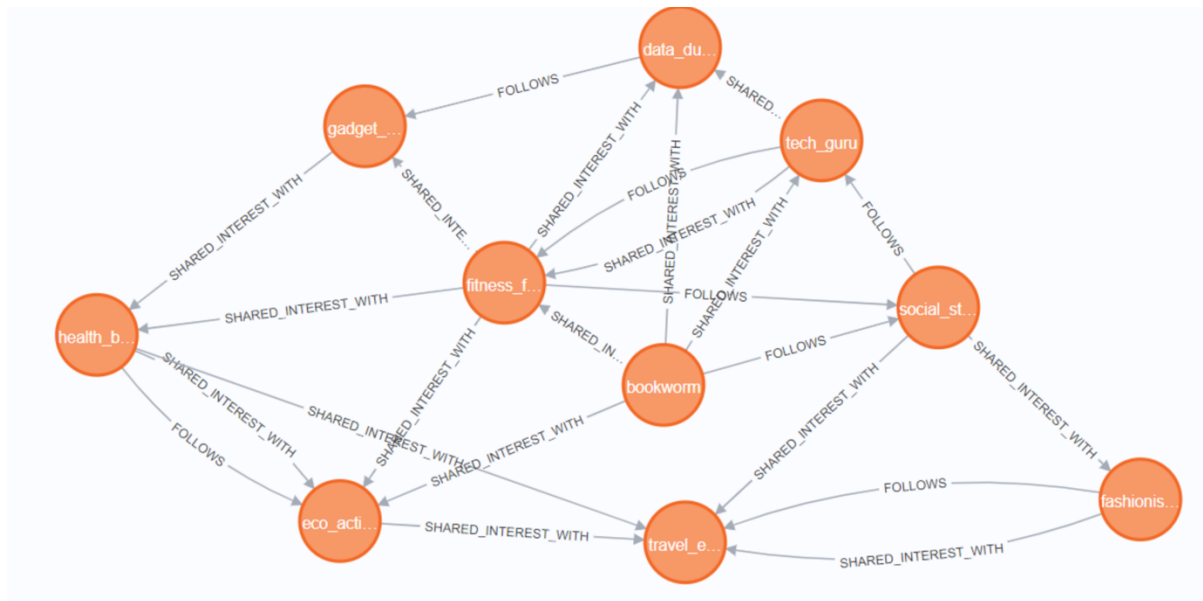 data_du...
FOLLOWS
SHARED...
gadget_...
tech_guru
SHARED_INTEREST_WITH
SHARED_INTEREST_WITH
FOLLOWS
SHARED_INTE...
SHARED_INTEREST_WITH
SHARED_INTEREST_WITH
SHARED_INTEREST_WITH
FOLLOWS
fitness_f...
FOLLOWS
social_st...
SHARED_INTEREST_WITH
health_b...
SHARED_IN...
FOLLOWS
bookworm
SHARED_INTEREST_WITH
SHARED_INTEREST_WITH
SHARED_INTEREST_WITH
SHARED_INTEREST_WITH
SHARED_INTEREST_WITH
SHARED_INTEREST_WITH
FOLLOWS
SHARED_INTEREST_WITH
FOLLOWS
fashionis...
eco_acti...
SHARED_INTEREST_WITH
travel_e...
SHARED_INTEREST_WITH